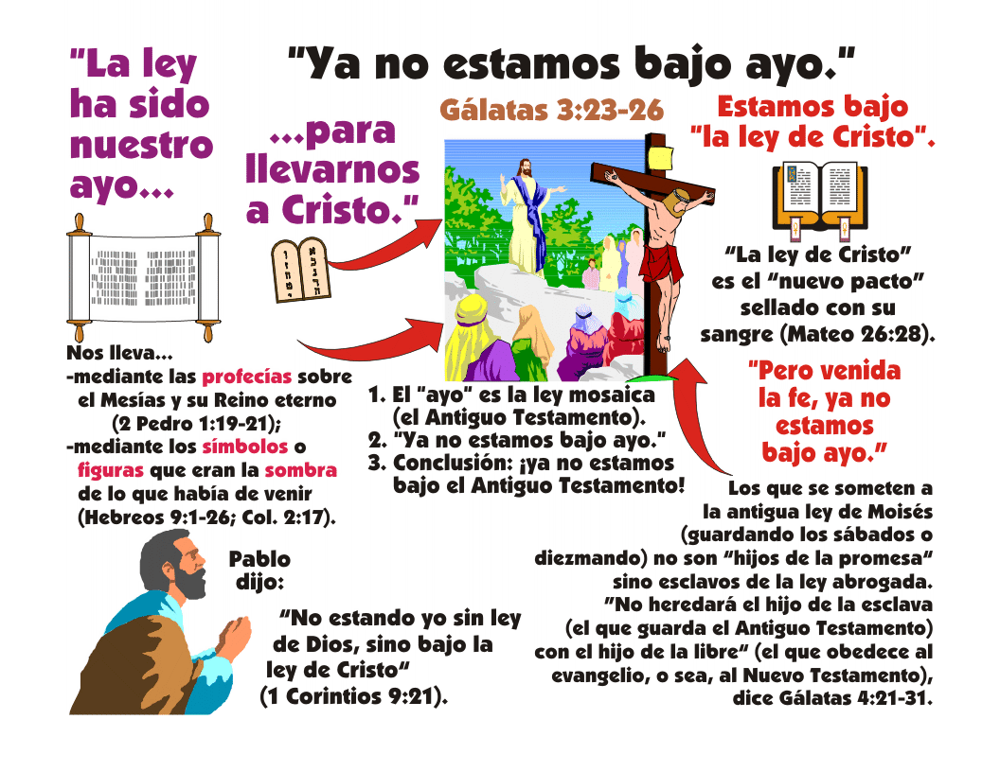 "La ley
ha sido
nuestro
ayo...
...para
llevarnos
a Cristo."
"Ya no estamos bajo ayo."
Gálatas 3:23-26
Estamos bajo
"la ley de Cristo".
“La ley de Cristo”
es el “nuevo pacto”
sellado con su
sangre (Mateo 26:28).
"Pero venida
la fe, ya no
estamos
bajo ayo.”
Nos lleva...
-mediante las profecías sobre
el Mesías y su Reino eterno
(2 Pedro 1:19-21);
-mediante los símbolos o
figuras que eran la sombra
de lo que había de venir
(Hebreos 9:1-26; Col. 2:17).
1. El "ayo" es la ley mosaica
(el Antiguo Testamento).
2. "Ya no estamos bajo ayo."
3. Conclusión: ¡ya no estamos
bajo el Antiguo Testamento!
Los que se someten a
la antigua ley de Moisés
(guardando los sábados o
diezmando) no son “hijos de la promesa“
sino esclavos de la ley abrogada.
”No heredará el hijo de la esclava
(el que guarda el Antiguo Testamento)
con el hijo de la libre“ (el que obedece al
evangelio, o sea, al Nuevo Testamento),
dice Gálatas 4:21-31.
Pablo
dijo:
“No estando yo sin ley
de Dios, sino bajo la
ley de Cristo“
(1 Corintios 9:21).